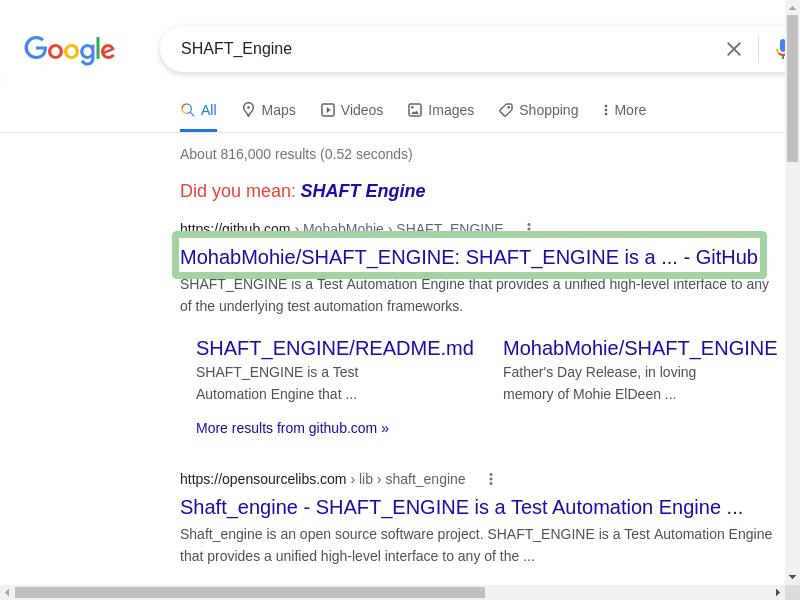 Google
SHAFT_Engine
All Maps Videos Images Shopping More
About 816,000 results (0.52 seconds)
Did you mean: SHAFT Engine
https://github.com › MohabMohie › SHAFT_ENGINE
MohabMohie/SHAFT_ENGINE: SHAFT_ENGINE is a ... - GitHub
SHAFT_ENGINE is a Test Automation Engine that provides a unified high-level interface to any
of the underlying test automation frameworks.
SHAFT_ENGINE/README.md
SHAFT_ENGINE is a Test
Automation Engine that ...
MohabMohie/SHAFT_ENGINE
Father's Day Release, in loving
memory of Mohie ElDeen ...
More results from github.com »
https://opensourcelibs.com › lib › shaft_engine
Shaft_engine - SHAFT_ENGINE is a Test Automation Engine ...
Shaft_engine is an open source software project. SHAFT_ENGINE is a Test Automation Engine
that provides a unified high-level interface to any of the ...